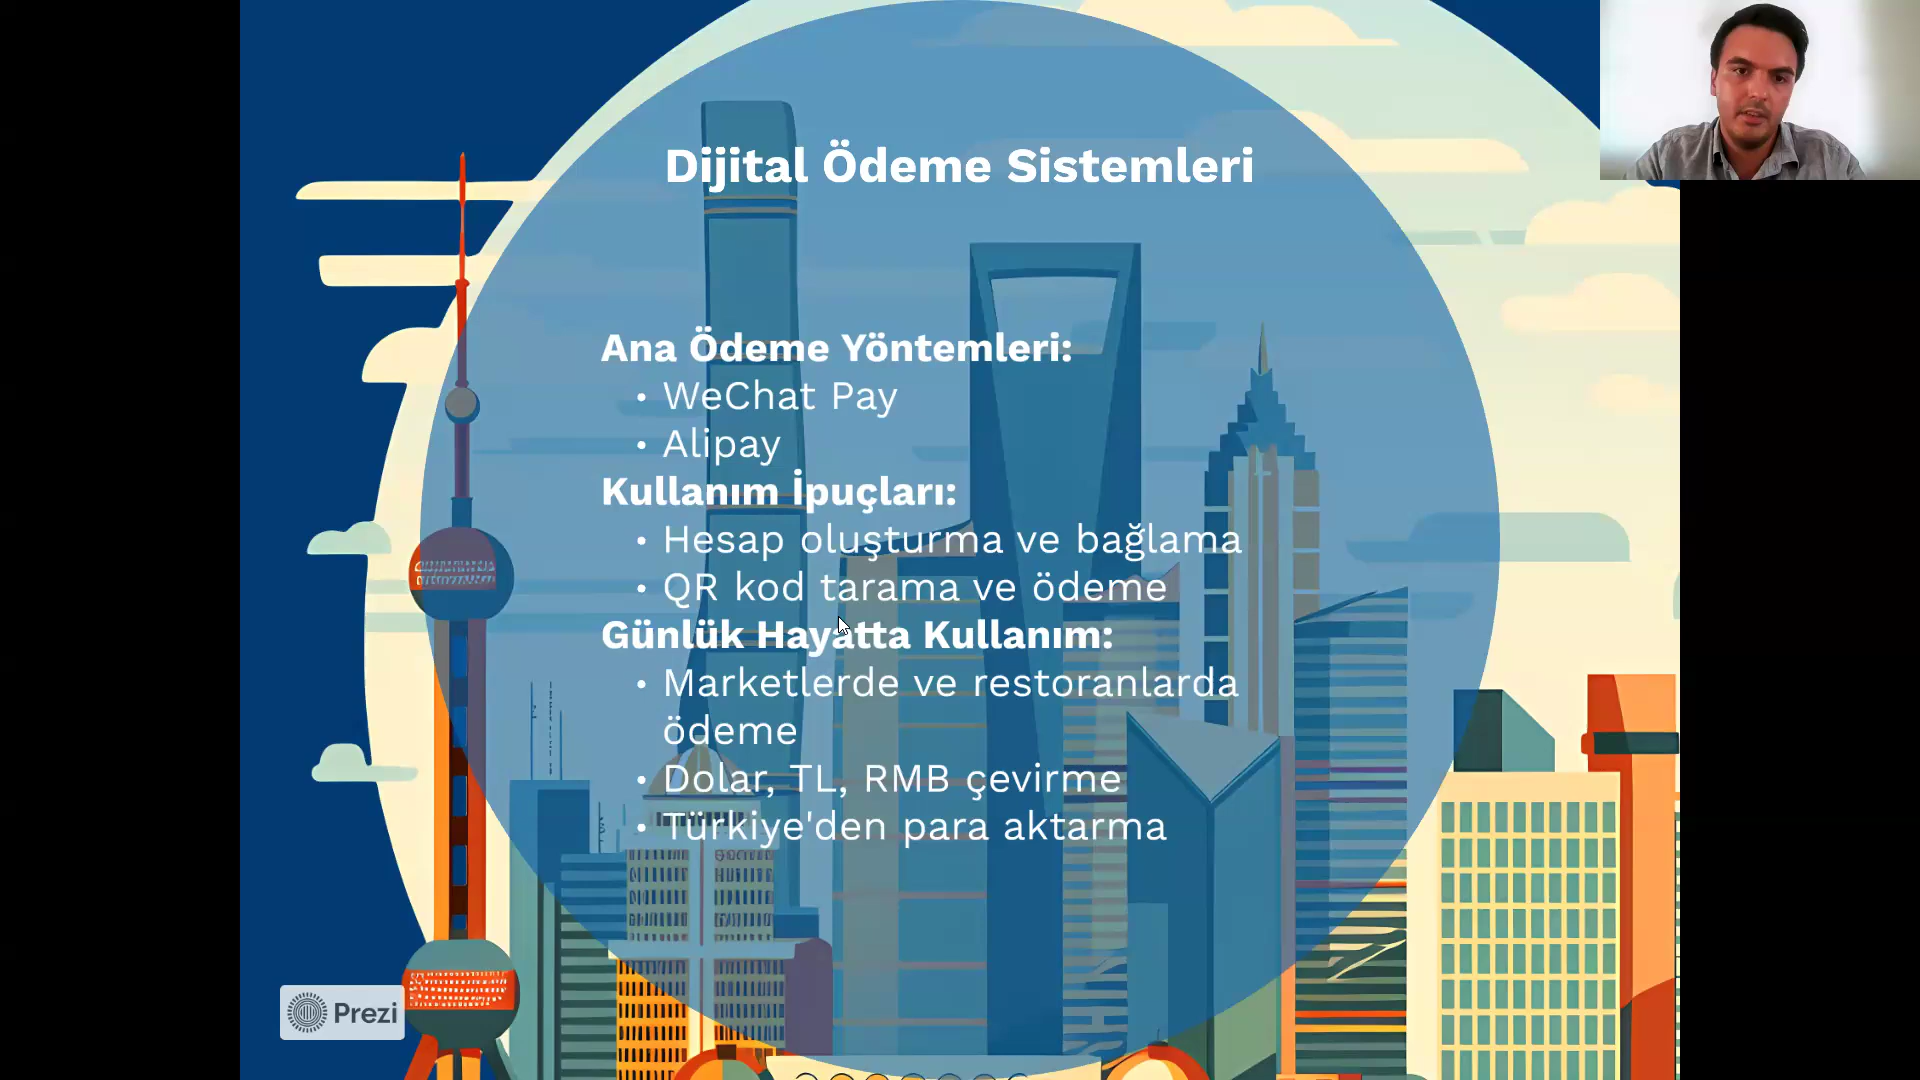 Dijital Ödeme Sistemleri
Ana Ödeme Yöntemleri:
• WeChat Pay
• Alipay
Kullanım İpuçları:
• Hesap oluşturma ve bağlama
• QR kod tarama ve ödeme
Günlük Hayatta Kullanım:
• Marketlerde ve restoranlarda
ödeme
• Dolar, TL, RMB çevirme
• Türkiye'den para aktarma
Prezi